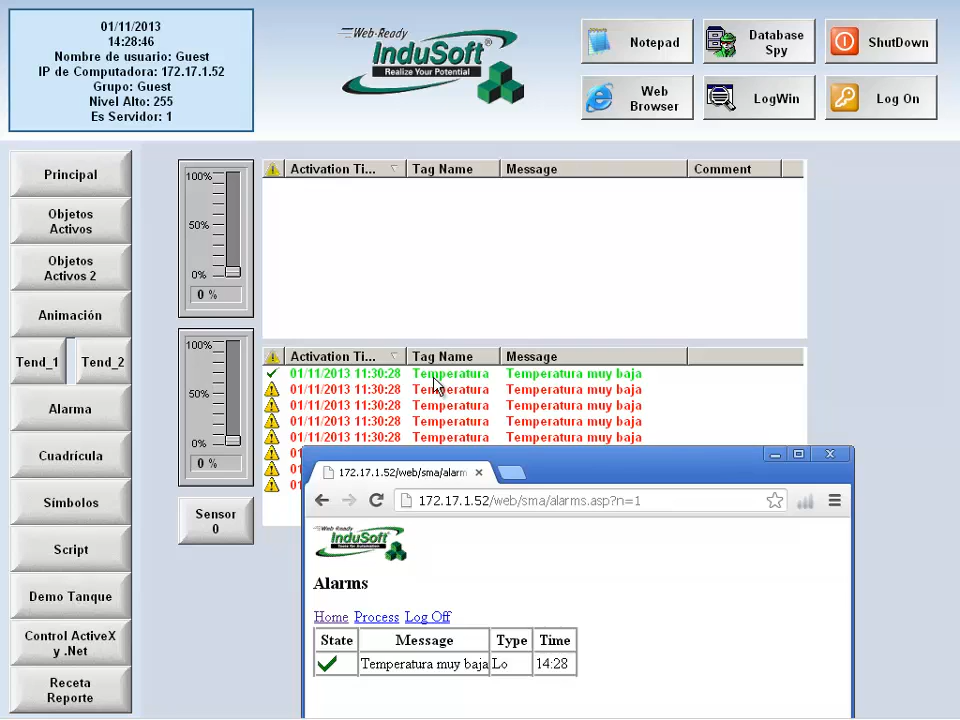 01/11/2013
14:28:46
Nombre de usuario: Guest
IP de Computadora: 172.17.1.52
Grupo: Guest
Nivel Alto: 255
Es Servidor: 1
Web-Ready
InduSoft®
Realize Your Potential
Notepad
Database
Spy
ShutDown
Web
Browser
LogWin
Log On
Principal
Objetos
Activos
Objetos
Activos 2
Animación
Tend_1
Tend_2
Alarma
Cuadrícula
Símbolos
Script
Demo Tanque
Control ActiveX
y .Net
Receta
Reporte
100%
50%
0%
0 %
100%
50%
0%
0 %
Sensor
0
Activation Ti... Tag Name Message Comment
Activation Ti... Tag Name Message
01/11/2013 11:30:28 Temperatura Temperatura muy baja
01/11/2013 11:30:28 Temperatura Temperatura muy baja
01/11/2013 11:30:28 Temperatura Temperatura muy baja
01/11/2013 11:30:28 Temperatura Temperatura muy baja
01/11/2013 11:30:28 Temperatura Temperatura muy baja
0
01
01
172.17.1.52/web/sma/alarm
172.17.1.52/web/sma/alarms.asp?n=1
Web-Ready
InduSoft
Tools for Automation
Alarms
Home Process Log Off
State Message Type Time
Temperatura muy baja Lo 14:28